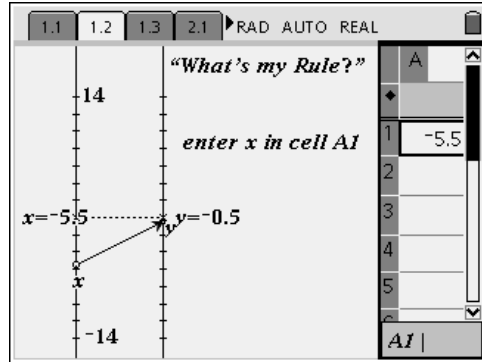 1.1 1.2 1.3 2.1 RAD AUTO REAL
"What's my Rule?"
A
14
enter x in cell A1
1 -5.5
2
3
x=-5.5 y=-0.5
y
4
x
5
-14
A1